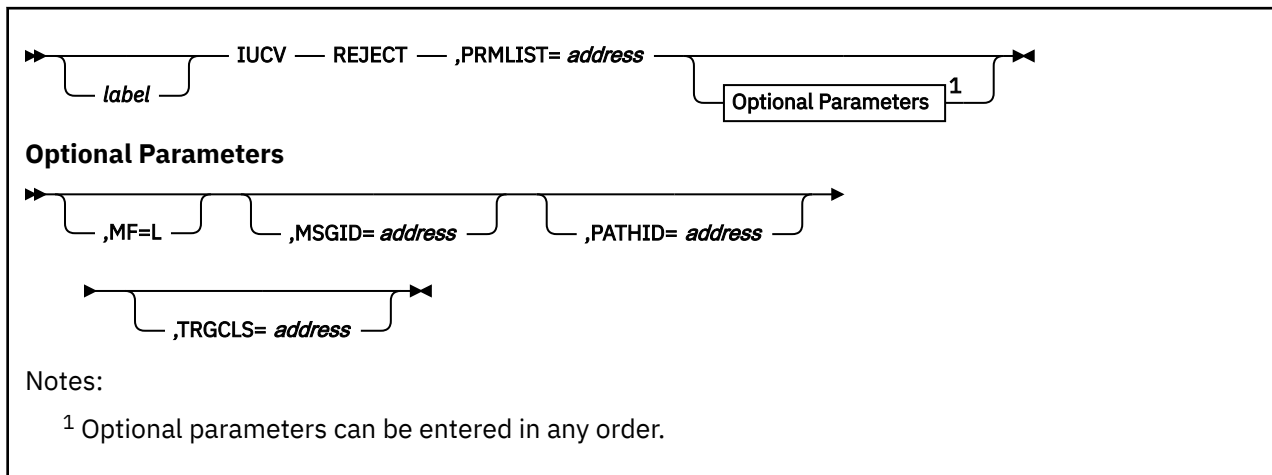 IUCV REJECT ,PRMLIST= address
label
Optional Parameters 1
Optional Parameters
,MF=L ,MSGID= address ,PATHID= address
,TRGCLS= address
Notes:
1 Optional parameters can be entered in any order.